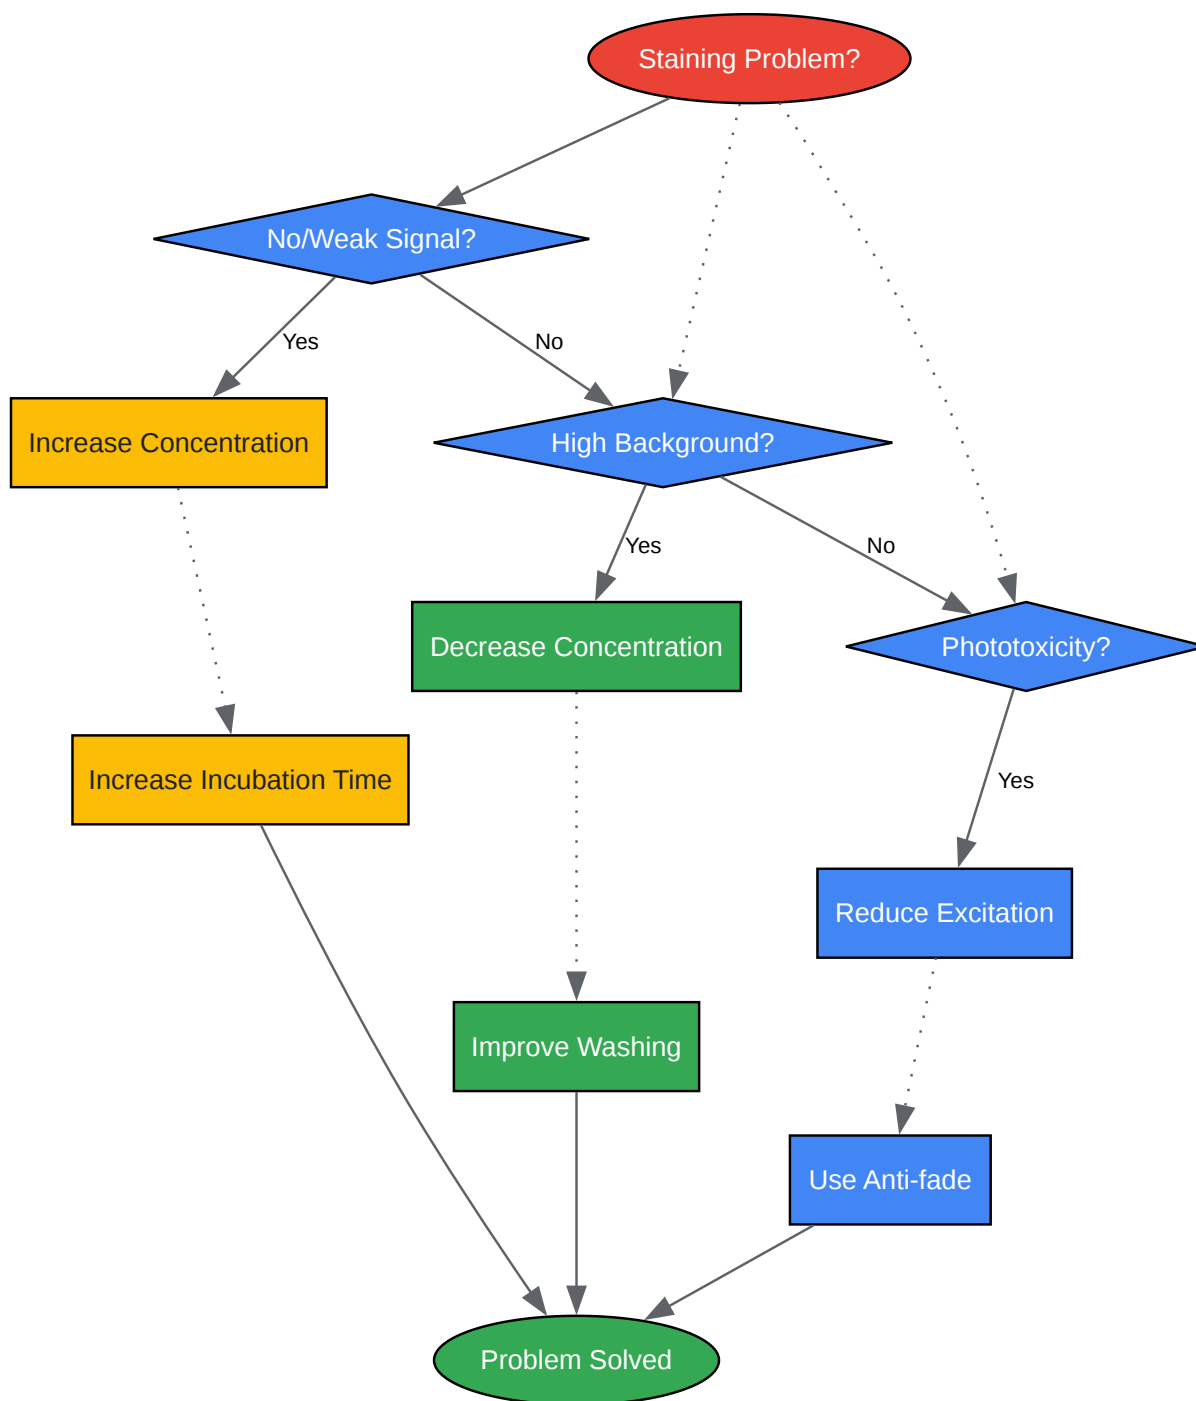 Staining Problem?
No/Weak Signal?
Yes
No
Increase Concentration
High Background?
Yes
No
Decrease Concentration
Phototoxicity?
Increase Incubation Time
Yes
Reduce Excitation
Improve Washing
Use Anti-fade
Problem Solved